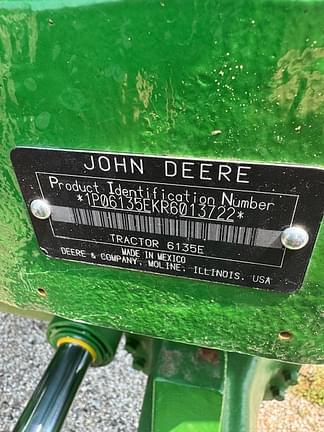 JOHN DEERE
Product Identification Number
*1P06135EKR6013722*
TRACTOR 6135E
MADE IN MEXICO
DEERE & COMPANY, MOLINE, ILLINOIS, USA